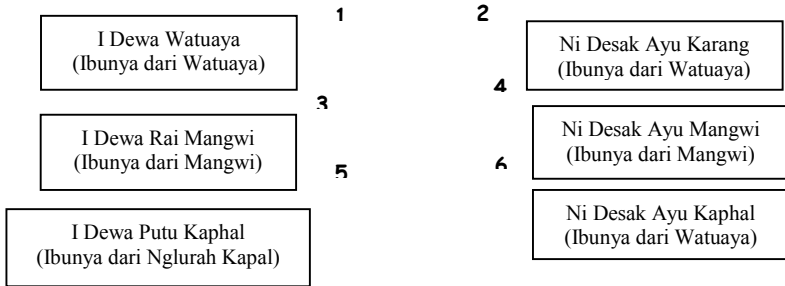 1
2
I Dewa Watuaya
(Ibunya dari Watuaya)
Ni Desak Ayu Karang
(Ibunya dari Watuaya)
3
4
I Dewa Rai Mangwi
(Ibunya dari Mangwi)
Ni Desak Ayu Mangwi
(Ibunya dari Mangwi)
5
6
I Dewa Putu Kaphal
(Ibunya dari Nglurah Kapal)
Ni Desak Ayu Kaphal
(Ibunya dari Watuaya)